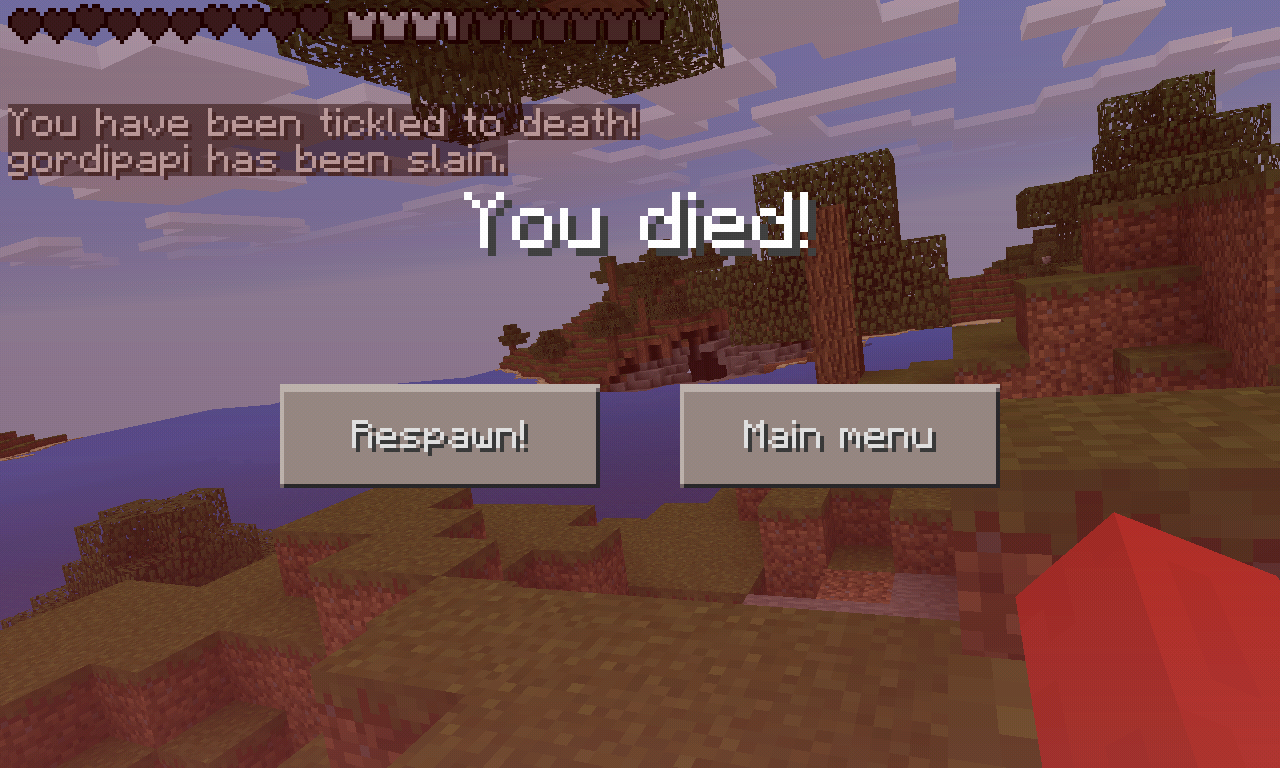 You have been tickled to death!
gordipapi has been slain.
You died!
Respawn!
Main menu